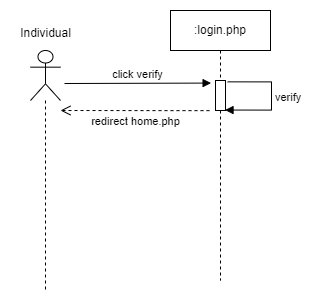 Individual
:login.php
click verify
verify
redirect home.php